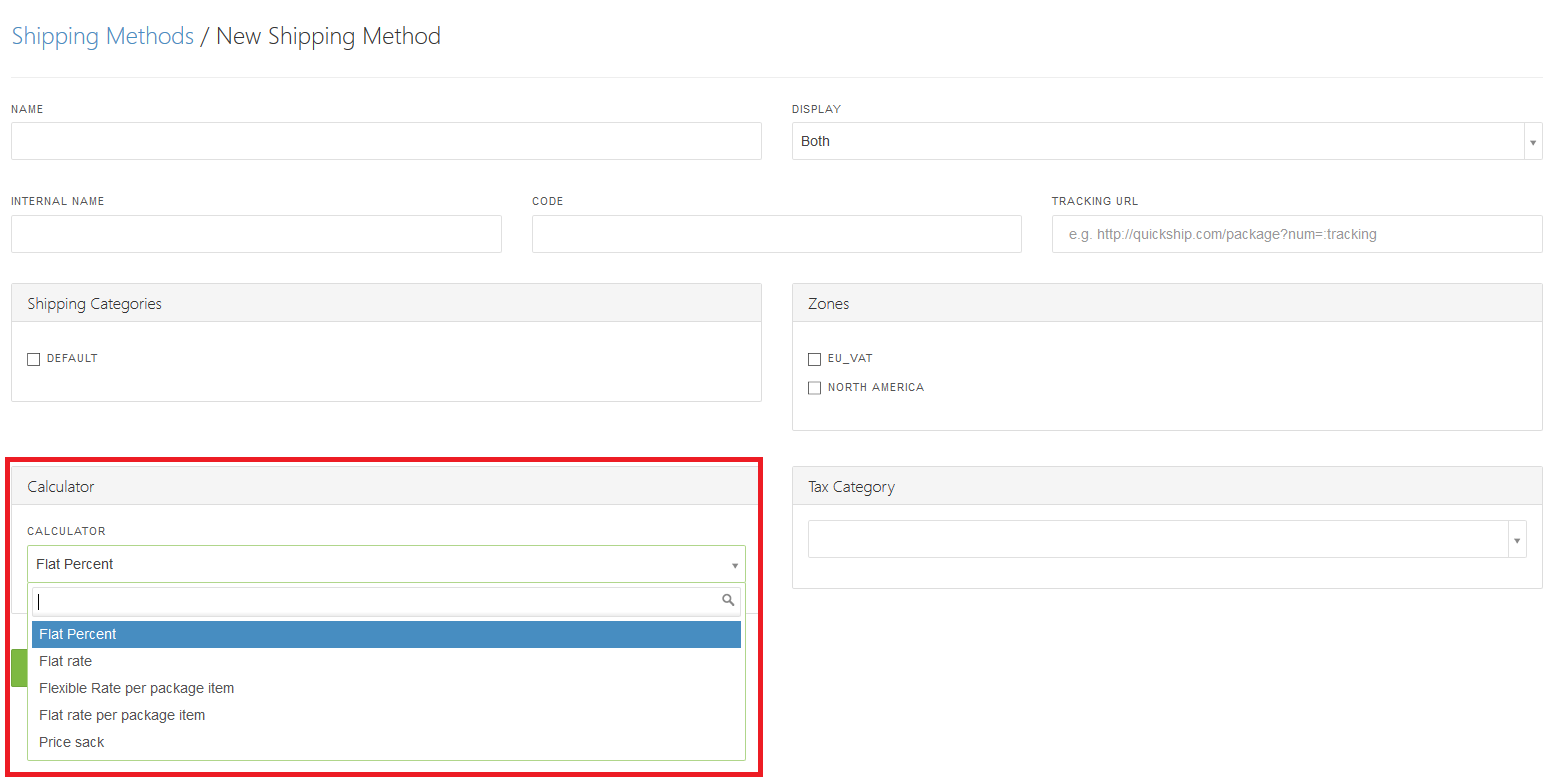 Shipping Methods / New Shipping Method
NAME
DISPLAY
Both
INTERNAL NAME
CODE
TRACKING URL
e.g. http://quickship.com/package?num=:tracking
Shipping Categories
DEFAULT
Zones
EU_VAT
NORTH AMERICA
Calculator
CALCULATOR
Flat Percent
Flat Percent
Flat rate
Flexible Rate per package item
Flat rate per package item
Price sack
Tax Category